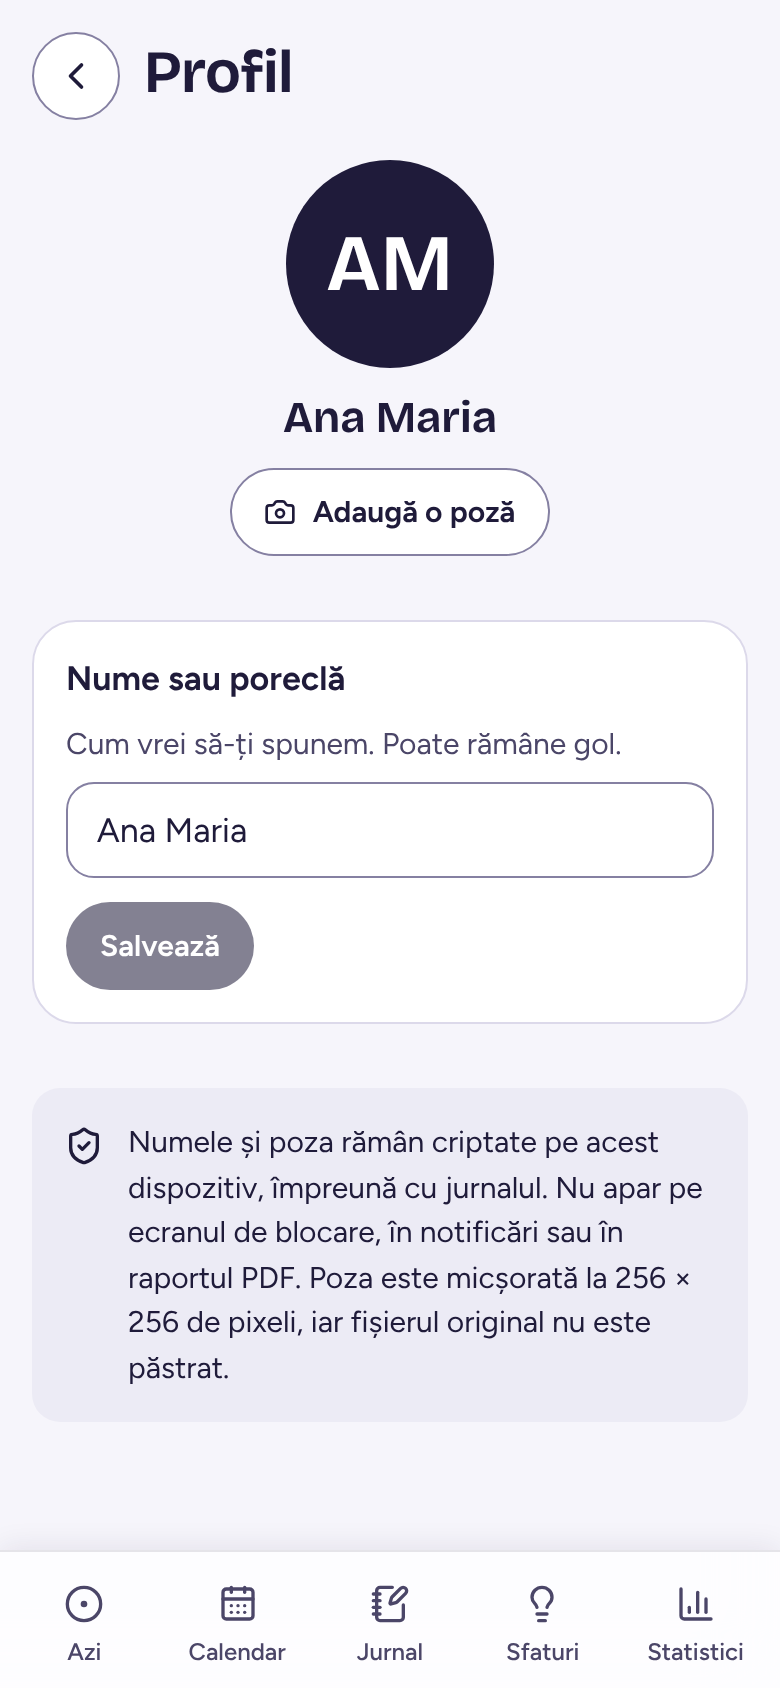 Profil
AM
Ana Maria
Adaugă o poză
Nume sau poreclă
Cum vrei să-ți spunem. Poate rămâne gol.
Ana Maria
Salvează
Numele și poza rămân criptate pe acest
dispozitiv, împreună cu jurnalul. Nu apar pe
ecranul de blocare, în notificări sau în
raportul PDF. Poza este micșorată la 256 ×
256 de pixeli, iar fișierul original nu este
păstrat.
Azi
Calendar
Jurnal
Sfaturi
Statistici